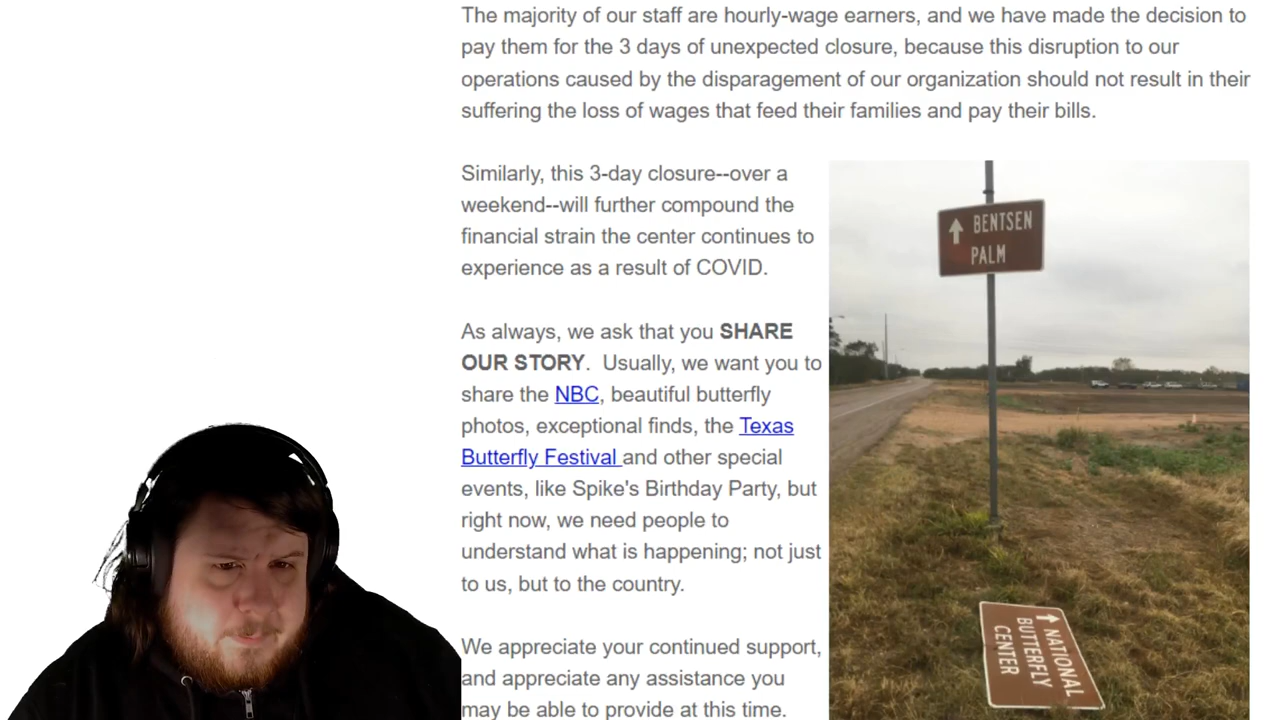 The majority of our staff are hourly-wage earners, and we have made the decision to
pay them for the 3 days of unexpected closure, because this disruption to our
operations caused by the disparagement of our organization should not result in their
suffering the loss of wages that feed their families and pay their bills.
Similarly, this 3-day closure--over a
weekend--will further compound the
financial strain the center continues to
experience as a result of COVID.
As always, we ask that you SHARE
OUR STORY.  Usually, we want you to
share the NBC, beautiful butterfly
photos, exceptional finds, the Texas
Butterfly Festival and other special
events, like Spike's Birthday Party, but
right now, we need people to
understand what is happening; not just
to us, but to the country.
We appreciate your continued support,
and appreciate any assistance you
may be able to provide at this time.
BENTSEN
PALM
NATIONAL
BUTTERFLY
CENTER